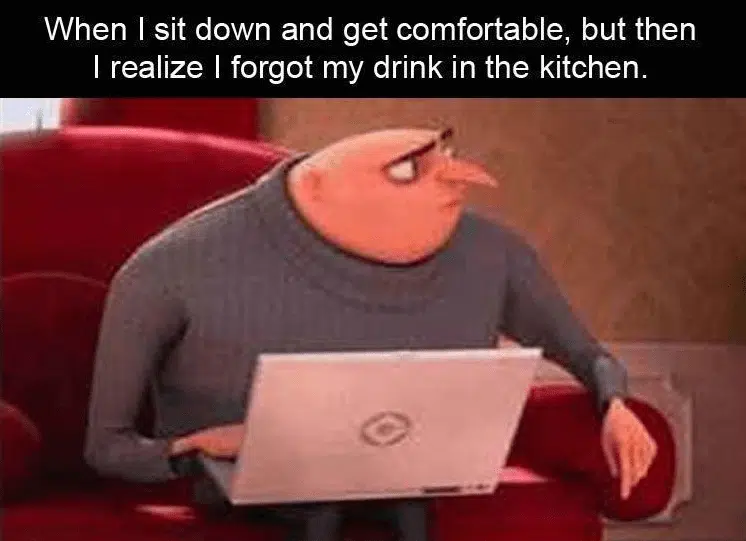 When I sit down and get comfortable, but then
I realize I forgot my drink in the kitchen.